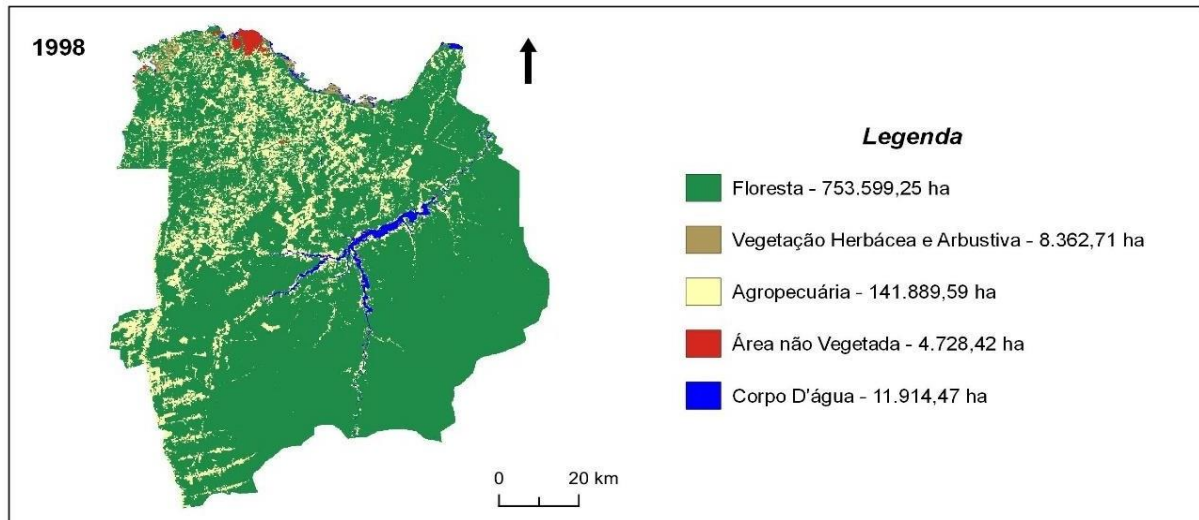 1998
Legenda
Floresta - 753.599,25 ha
Vegetação Herbácea e Arbustiva - 8.362,71 ha
Agropecuária - 141.889,59 ha
Área não Vegetada - 4.728,42 ha
Corpo D'água - 11.914,47 ha
0 20 km